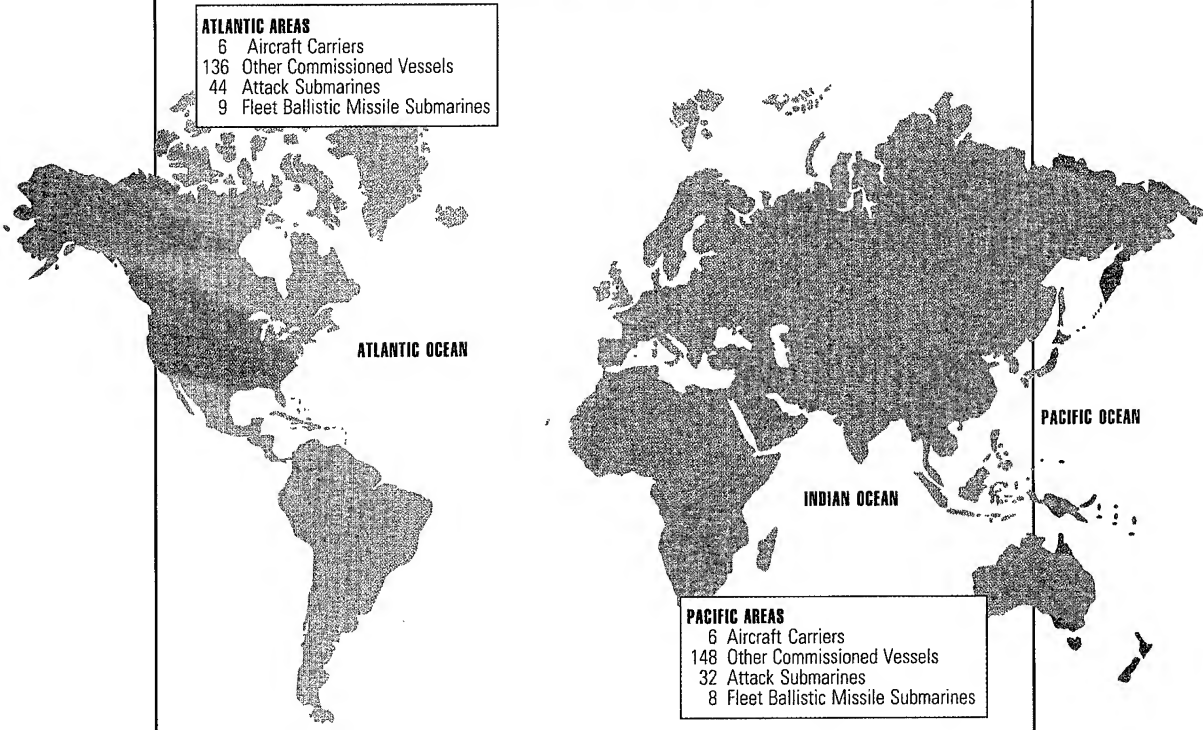 ATLANTIC AREAS
6 Aircraft Carriers
136 Other Commissioned Vessels
44 Attack Submarines
9 Fleet Ballistic Missile Submarines
ATLANTIC OCEAN
PACIFIC OCEAN
INDIAN OCEAN
PACIFIC AREAS
6 Aircraft Carriers
148 Other Commissioned Vessels
32 Attack Submarines
8 Fleet Ballistic Missile Submarines